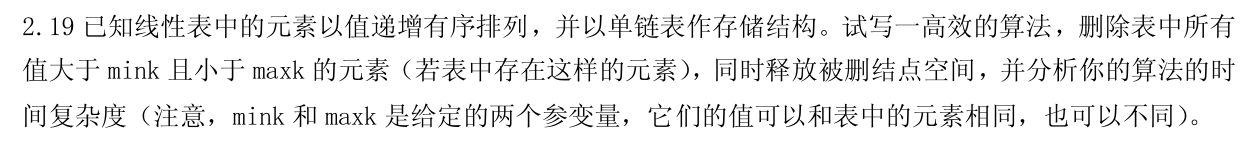 2.19 已知线性表中的元素以值递增有序排列，并以单链表作存储结构。试写一高效的算法，删除表中所有
值大于 mink 且小于 maxk 的元素（若表中存在这样的元素），同时释放被删结点空间，并分析你的算法的时
间复杂度（注意，mink 和 maxk 是给定的两个参变量，它们的值可以和表中的元素相同，也可以不同）。